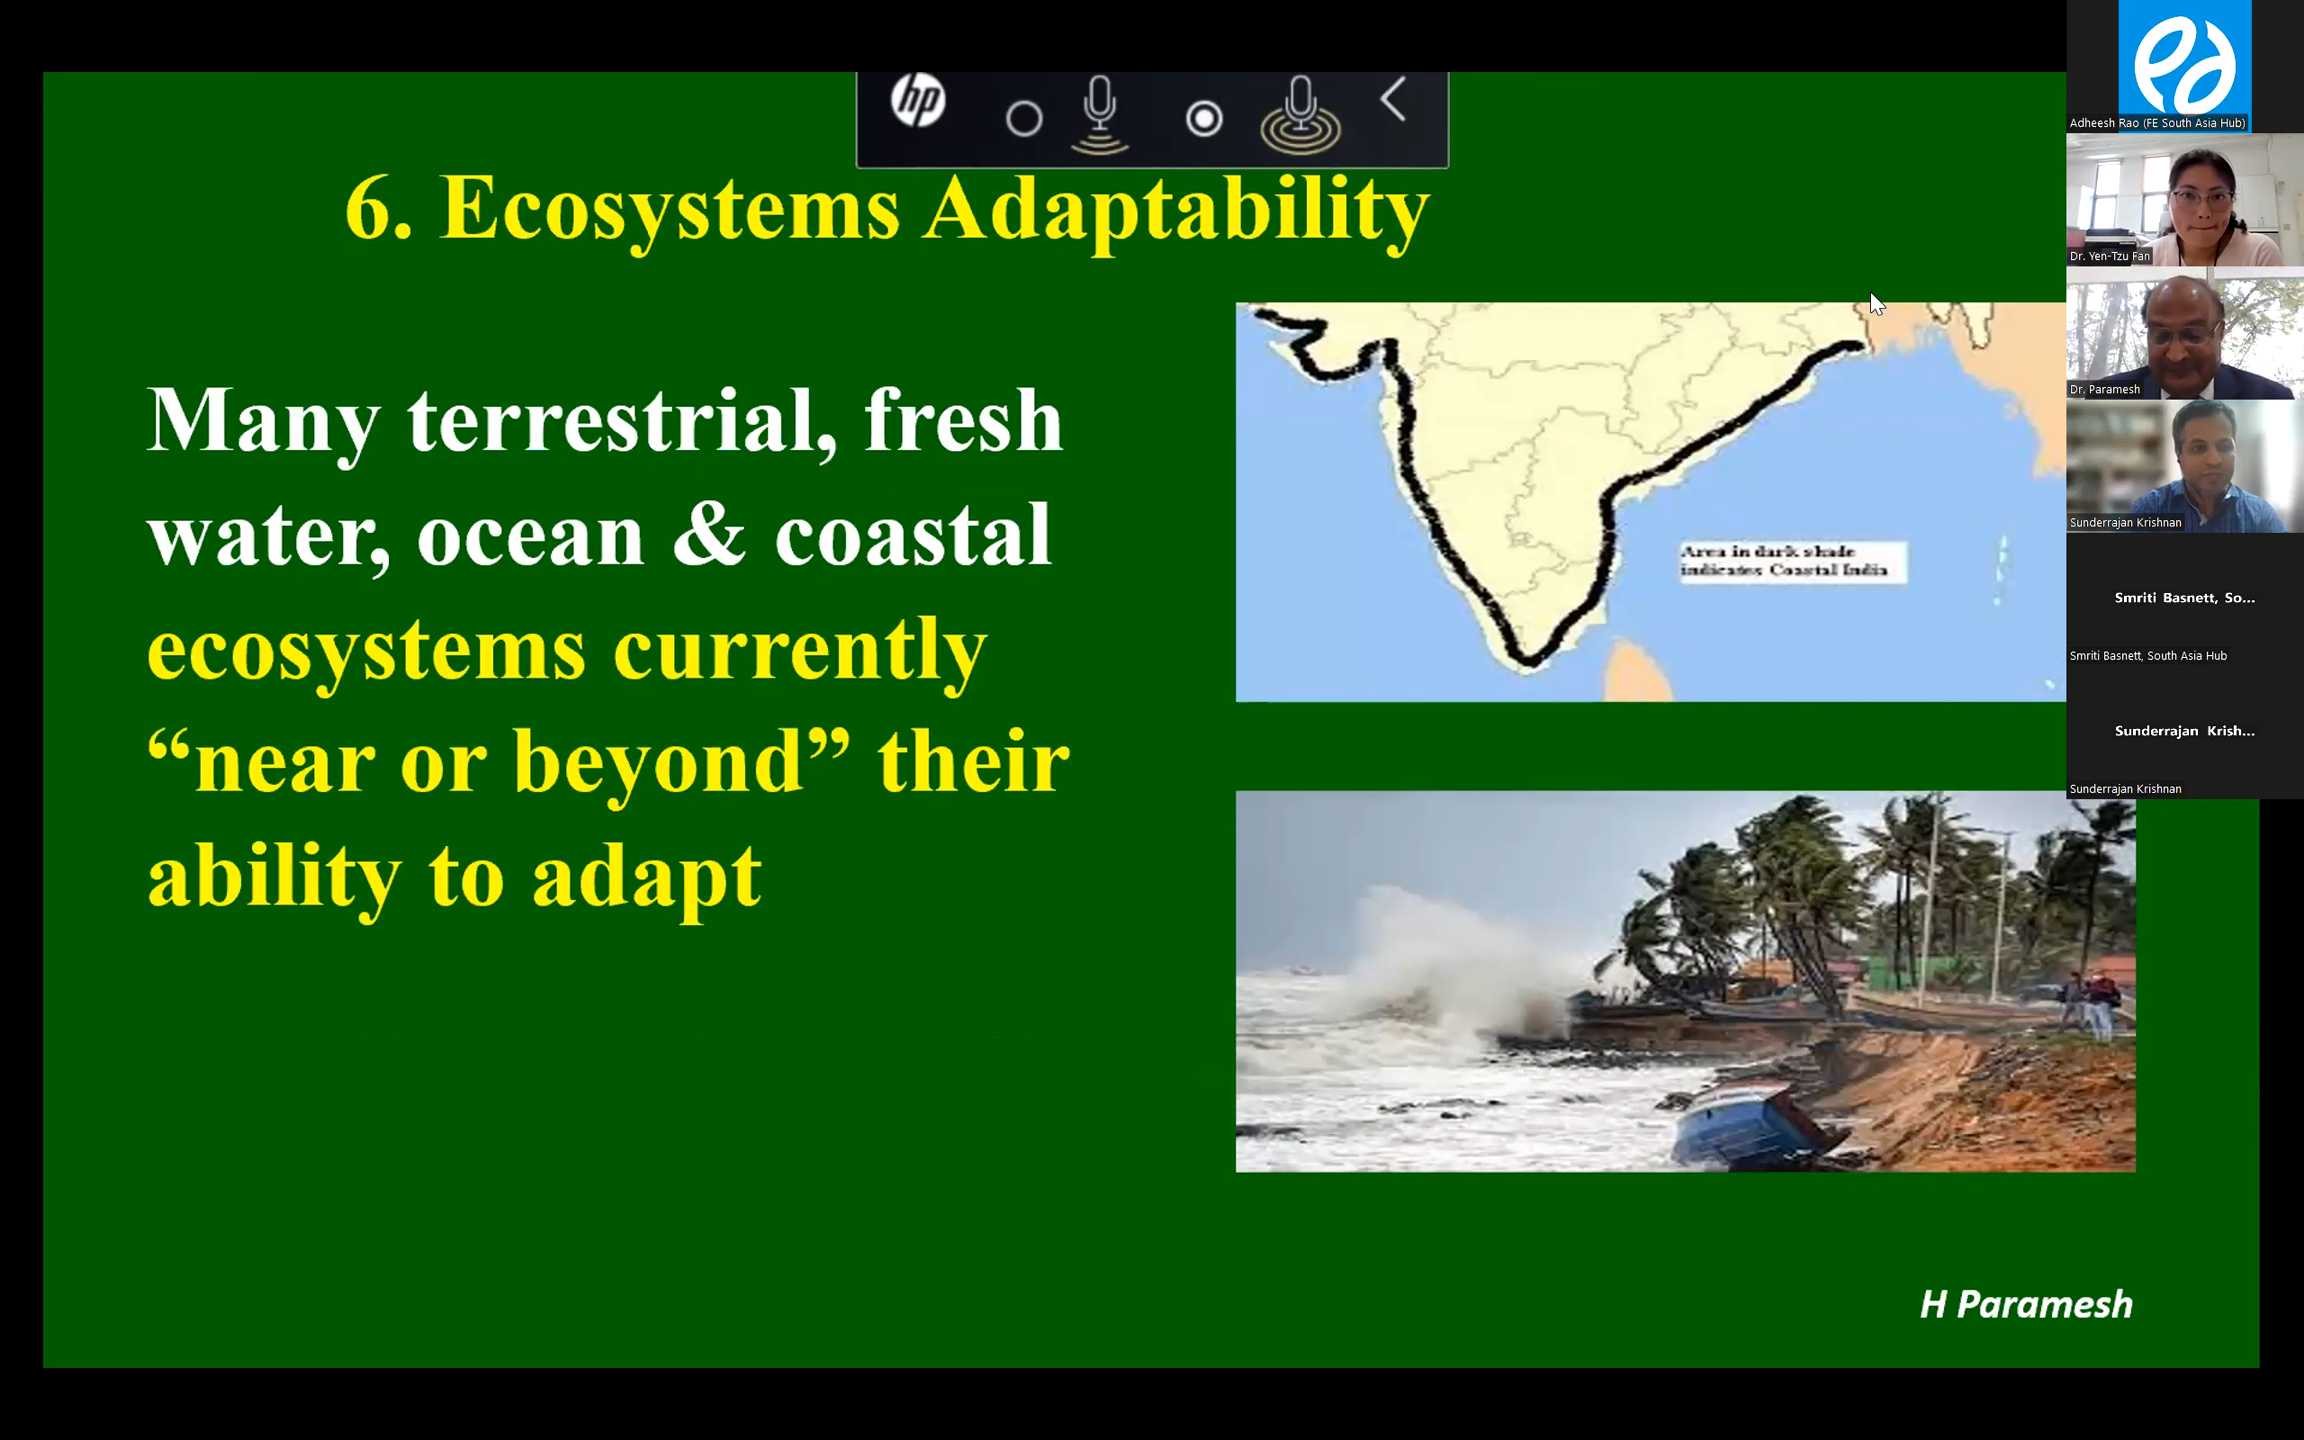 hp
6. Ecosystems Adaptability
Many terrestrial, fresh
water, ocean & coastal
ecosystems currently
“near or beyond” their
ability to adapt
Area in dark shade
indicates Coastal India
H Paramesh
Adheesh Rao (FE South Asia Hub)
Dr. Yen-Tzu Fan
Dr. Paramesh
Sunderrajan Krishnan
Smriti Basnett, So...
Smriti Basnett, South Asia Hub
Sunderrajan Krish...
Sunderrajan Krishnan